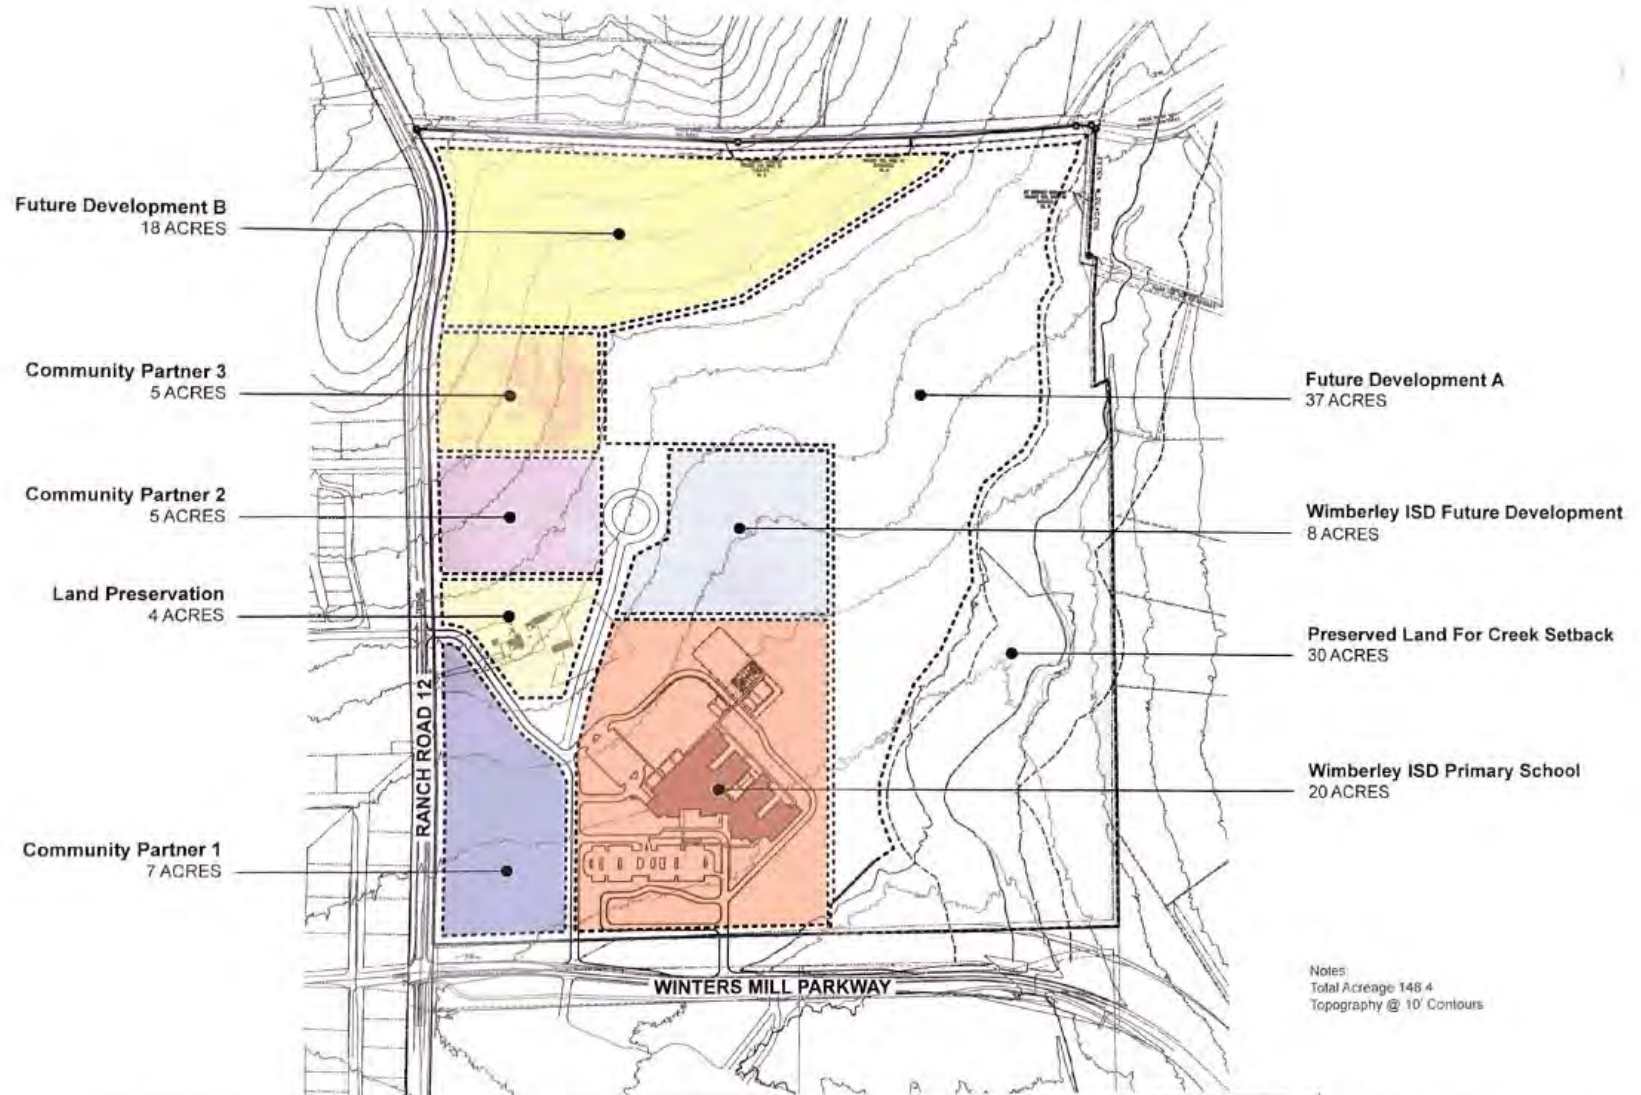 Future Development B
18 ACRES
Community Partner 3
5 ACRES
Community Partner 2
5 ACRES
Land Preservation
4 ACRES
Community Partner 1
7 ACRES
RANCH ROAD 12
WINTERS MILL PARKWAY
Future Development A
37 ACRES
Wimberley ISD Future Development
8 ACRES
Preserved Land For Creek Setback
30 ACRES
Wimberley ISD Primary School
20 ACRES
Notes:
Total Acreage 148.4
Topography @ 10' Contours